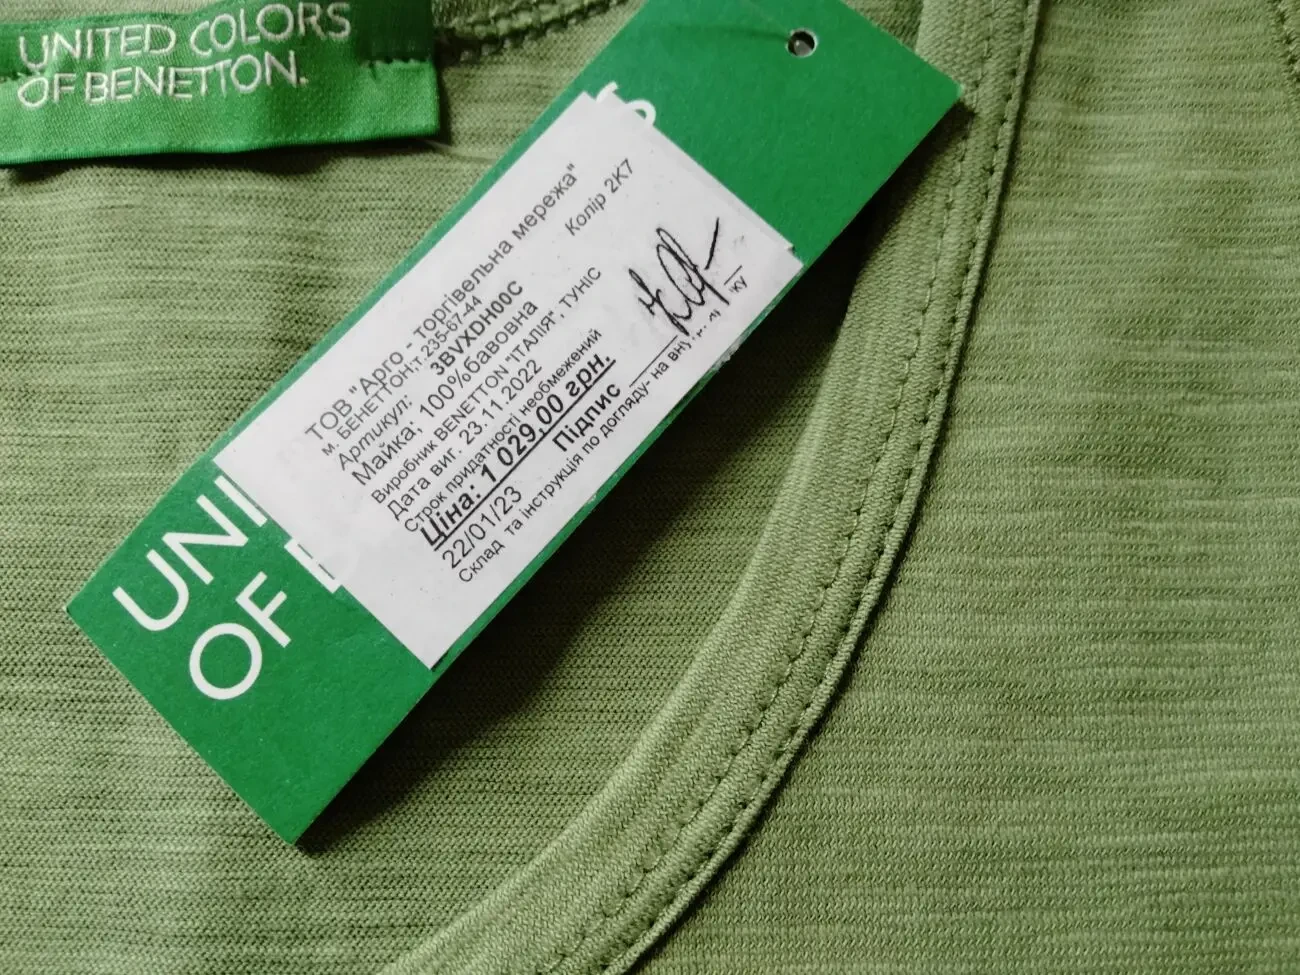 UNITED COLORS
OF BENETTON.
ТОВ "Арго - торгівельна мережа"
м. БЕНЕТТОН;т.235-67-44
Артикул: 3BVXDH00C Колір 2K7
Майка; 100%бавовна
Виробник BENETTON "ІТАЛІЯ", ТУНІС
Дата виг. 23.11.2022
Строк придатності необмежений
Ціна: 1 029,00 грн.
22/01/23 Підпис
Склад та інструкція по догляду- на
UNI
OF